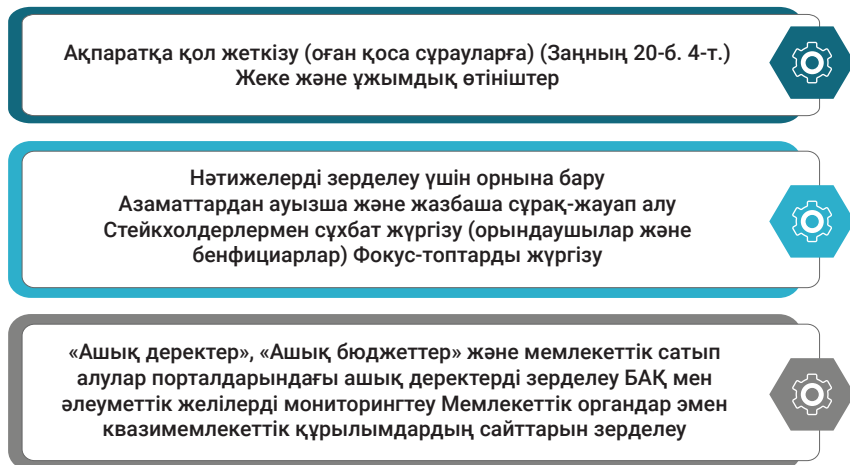 Ақпаратқа қол жеткізу (оған қоса сұрауларға) (Заңның 20-б. 4-т.)
Жеке және ұжымдық өтініштер
Нәтижелерді зерделеу үшін орнына бару
Азаматтардан ауызша және жазбаша сұрақ-жауап алу
Стейкхолдерлермен сұхбат жүргізу (орындаушылар және
бенфициарлар) Фокус-топтарды жүргізу
«Ашық деректер», «Ашық бюджеттер» және мемлекеттік сатып
алулар порталдарындағы ашық деректерді зерделеу БАҚ мен
әлеуметтік желілерді мониторингтеу Мемлекеттік органдар эмен
квазимемлекеттік құрылымдардың сайттарын зерделеу